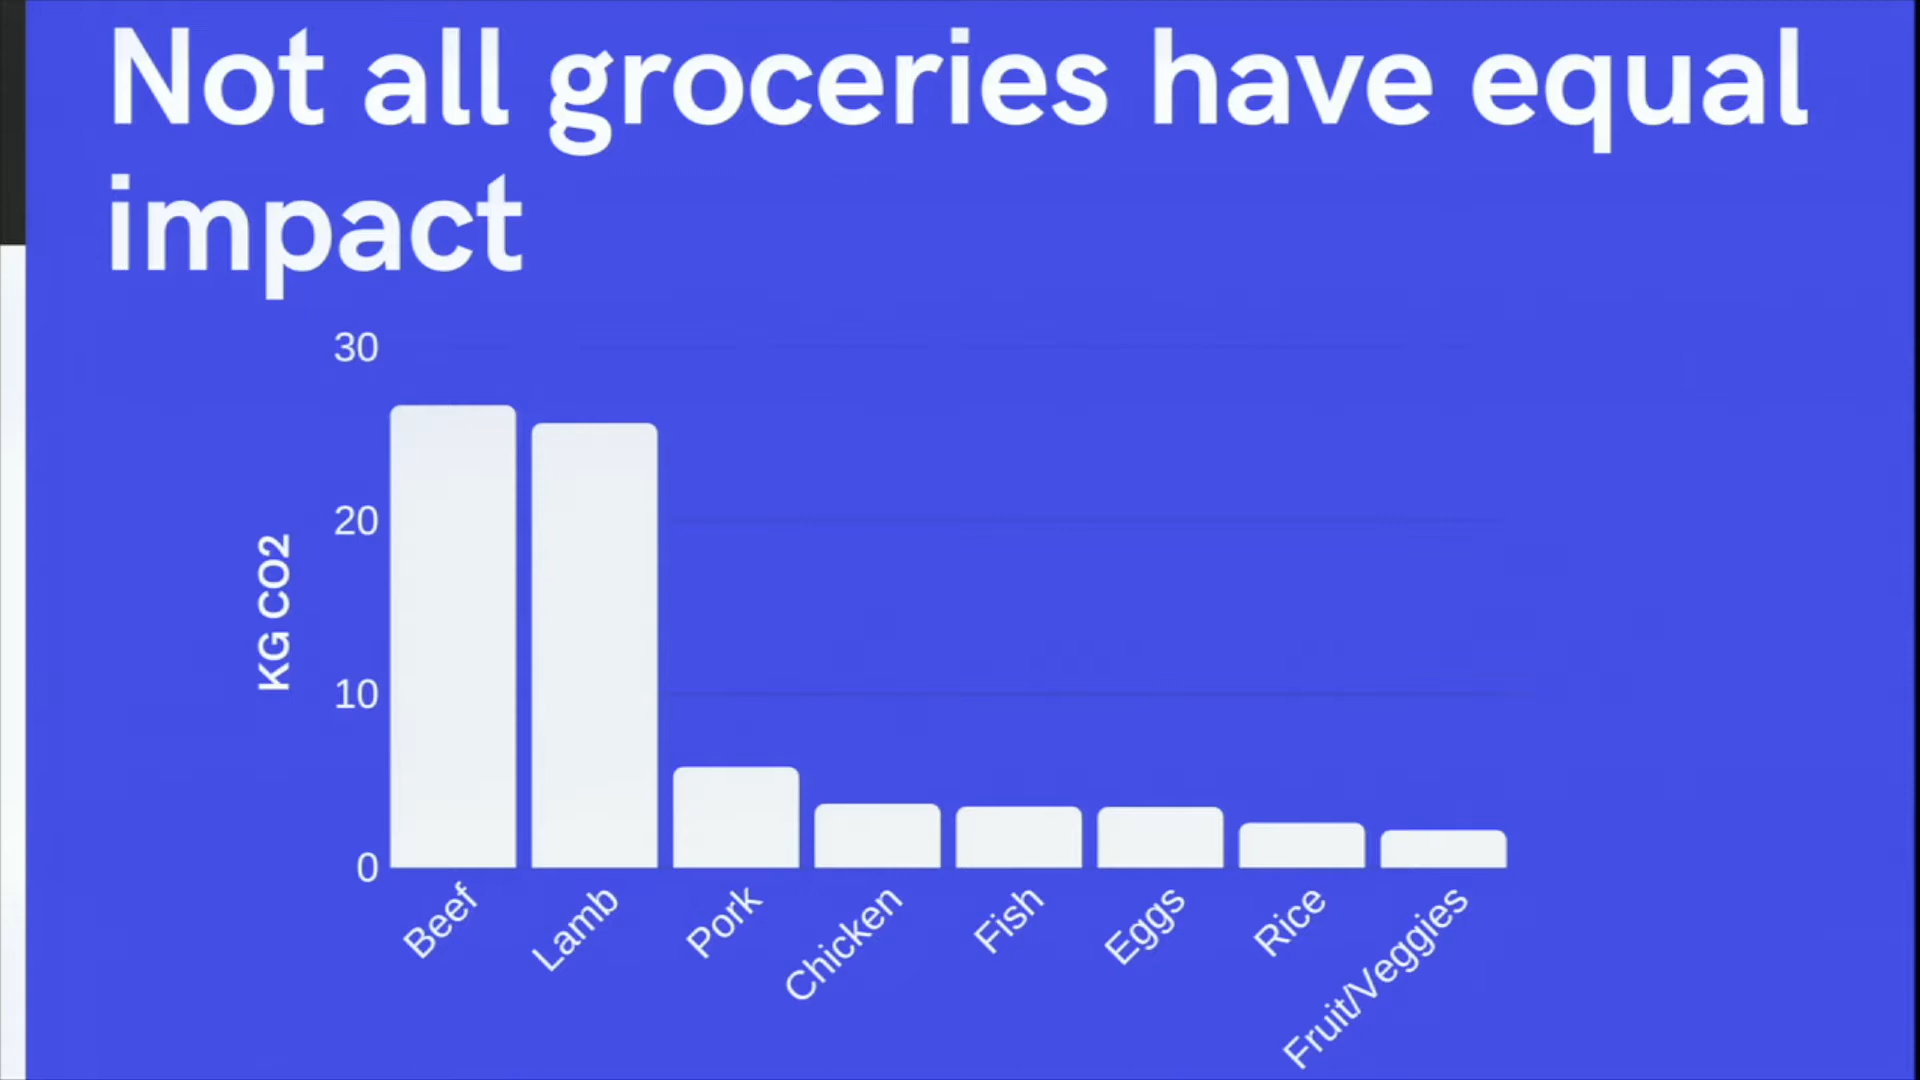 Not all groceries have equal
impact
30
20
10
0
KG CO2
Beef
Lamb
Pork
Chicken
Fish
Eggs
Rice
Fruit/Veggies